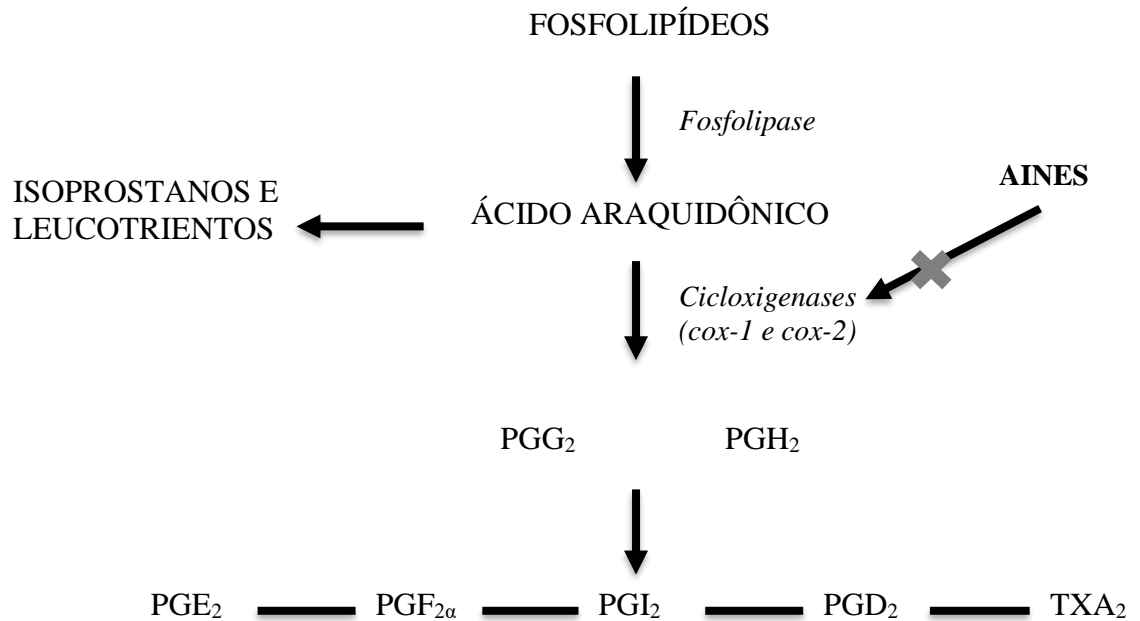 FOSFOLIPÍDEOS
Fosfolipase
AINES
ISOPROSTANOS E
LEUCOTRIENTOS
ÁCIDO ARAQUIDÔNICO
Cicloxigenases
(cox-1 e cox-2)
PGG₂ PGH₂
PGE₂ PGF₂α PGI₂ PGD₂ TXA₂